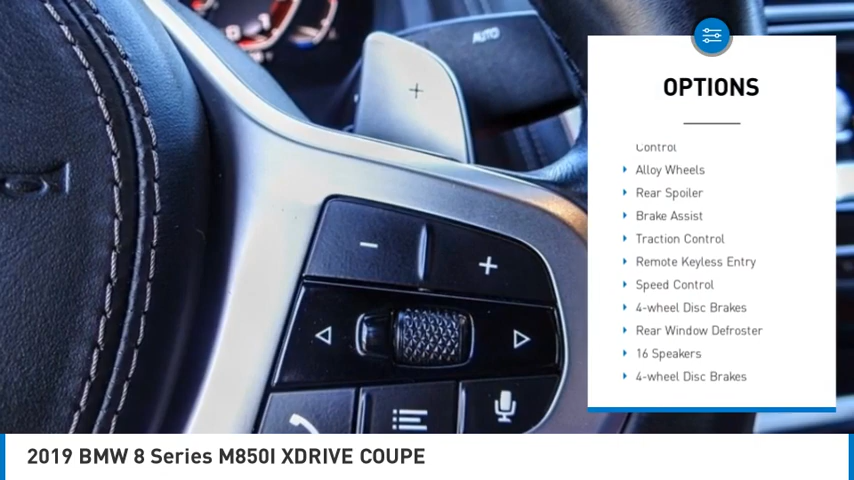 AUTO
+
−
+
OPTIONS
Control
Alloy Wheels
Rear Spoiler
Brake Assist
Traction Control
Remote Keyless Entry
Speed Control
4-wheel Disc Brakes
Rear Window Defroster
16 Speakers
4-wheel Disc Brakes
2019 BMW 8 Series M850I XDRIVE COUPE